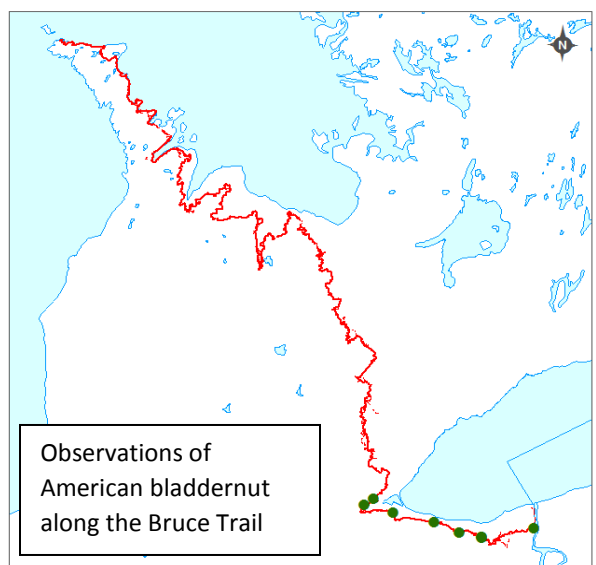 N
Observations of
American bladdernut
along the Bruce Trail